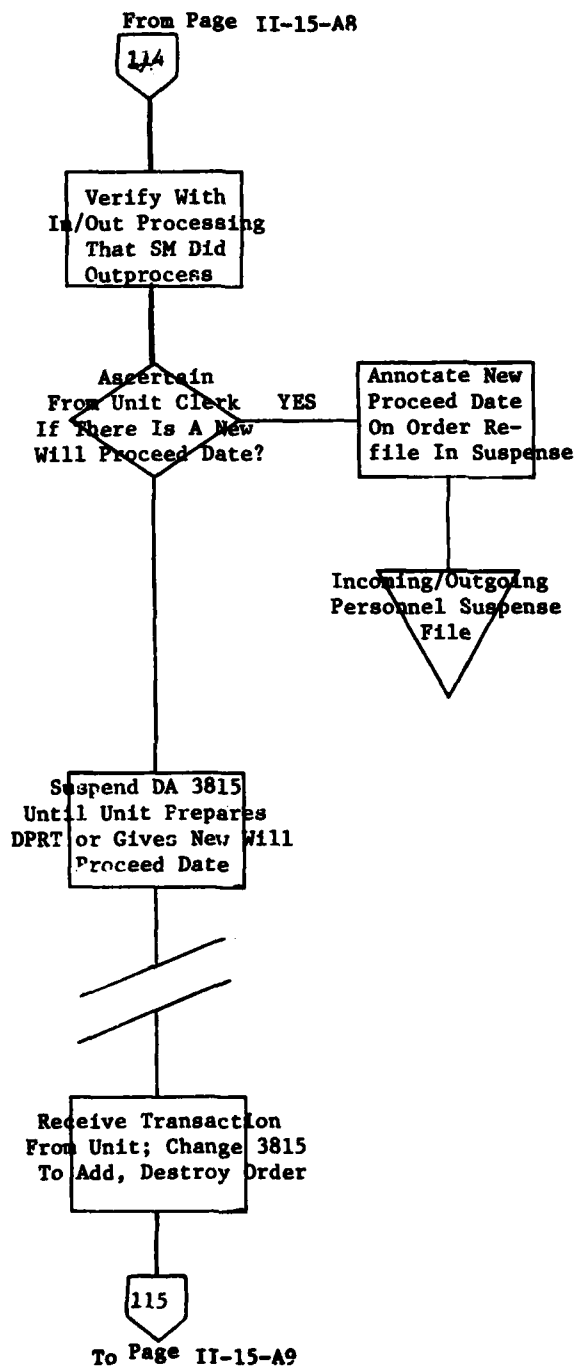 From Page II-15-A8
114
Verify With
In/Out Processing
That SM Did
Outprocess
Ascertain
From Unit Clerk
If There Is A New
Will Proceed Date?
YES
Annotate New
Proceed Date
On Order Re-
file In Suspense
Incoming/Outgoing
Personnel Suspense
File
Suspend DA 3815
Until Unit Prepares
DPRT or Gives New Will
Proceed Date
Receive Transaction
From Unit; Change 3815
To Add, Destroy Order
115
To Page II-15-A9